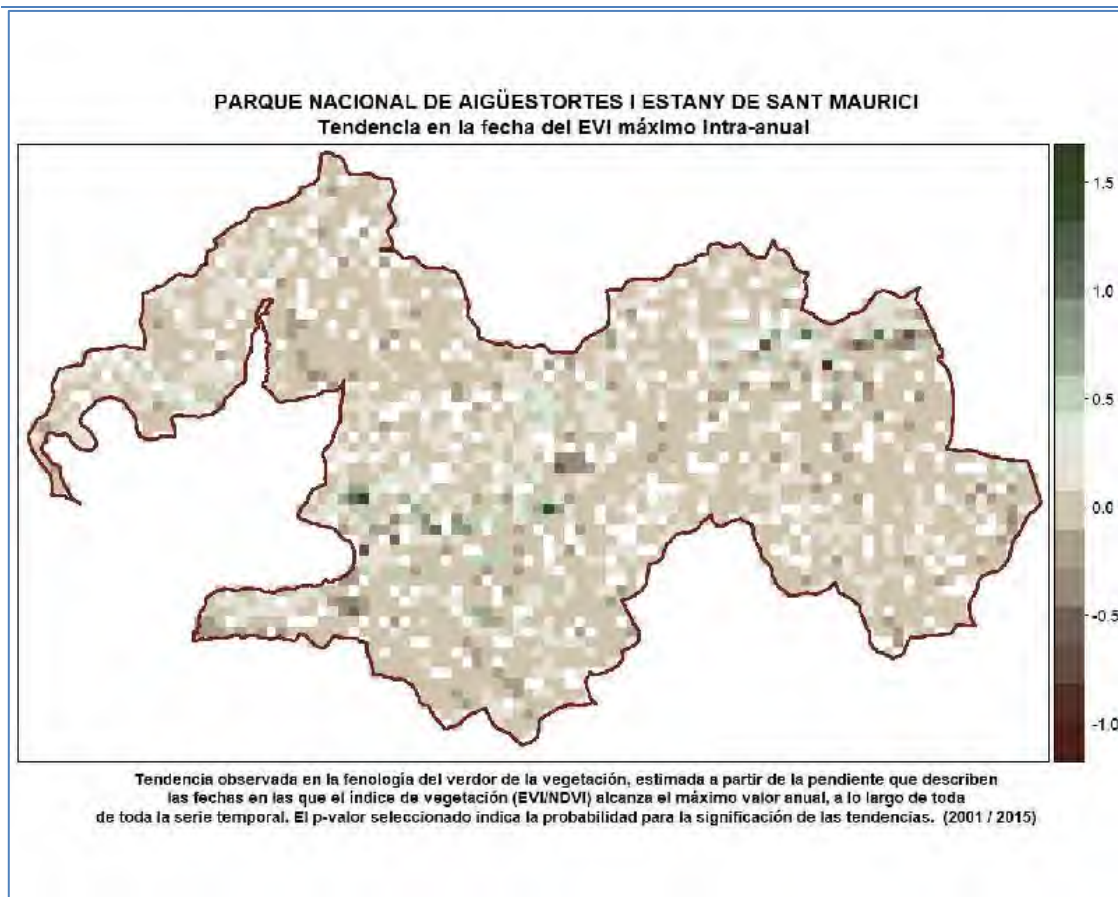 PARQUE NACIONAL DE AIGÜESTORTES I ESTANY DE SANT MAURICI
Tendencia en la fecha del EVI máximo intra-anual
1.5
1.0
0.5
0.0
-0.5
-1.0
Tendencia observada en la fenología del verdor de la vegetación, estimada a partir de la pendiente que describen
las fechas en las que el índice de vegetación (EVI/NDVI) alcanza el máximo valor anual, a lo largo de toda
de toda la serie temporal. El p-valor seleccionado indica la probabilidad para la significación de las tendencias. (2001 / 2015)